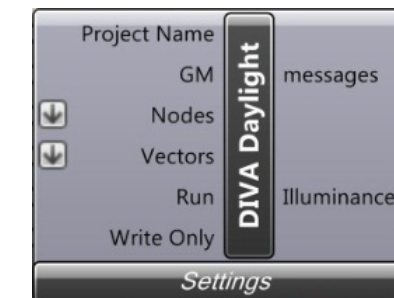 Project Name
GM
Nodes
Vectors
Run
Write Only
DIVA Daylight
messages
Illuminance
Settings